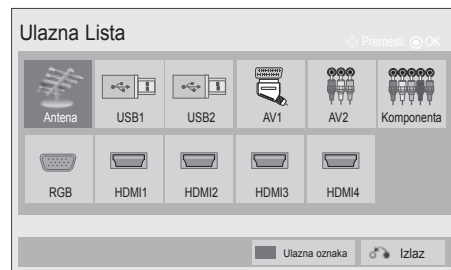 Ulazna Lista
Premesti OK
Antena USB1 USB2 AV1 AV2 Komponenta
RGB HDMI1 HDMI2 HDMI3 HDMI4
Ulazna oznaka Izlaz